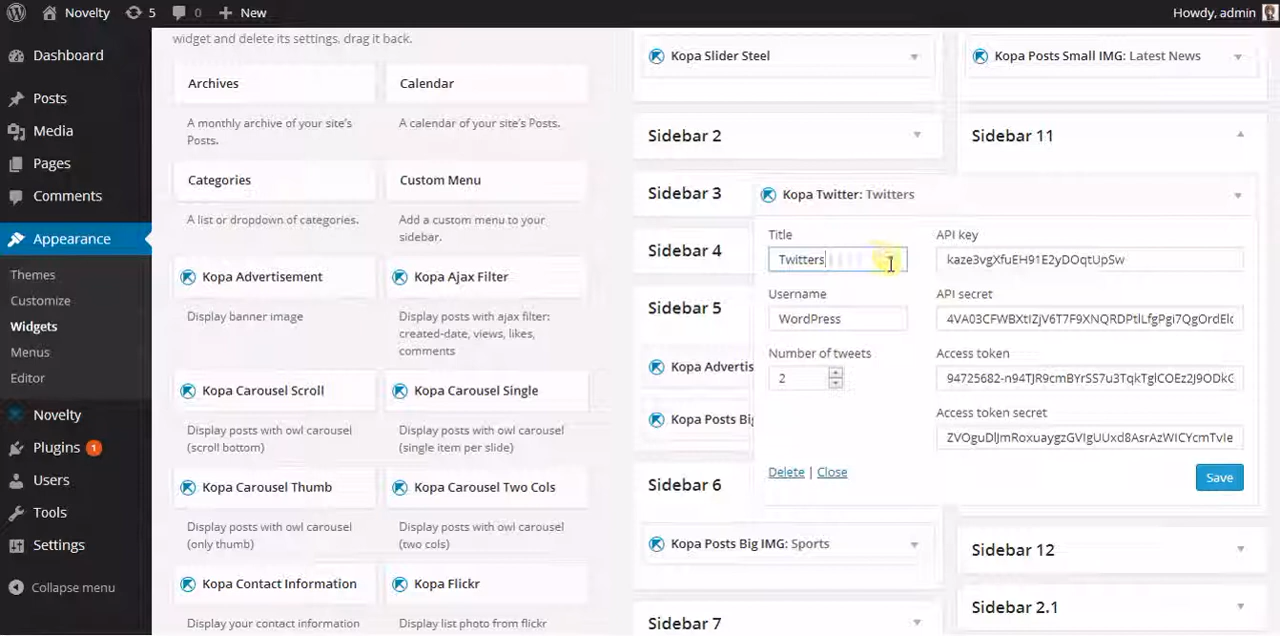 Novelty
5
0
New
Howdy, admin
Dashboard
Posts
Media
Pages
Comments
Appearance
Themes
Customize
Widgets
Menus
Editor
Novelty
Plugins 1
Users
Tools
Settings
Collapse menu
widget and delete its settings, drag it back.
Archives
A monthly archive of your site's
Posts.
Calendar
A calendar of your site's Posts.
Categories
A list or dropdown of categories.
Custom Menu
Add a custom menu to your
sidebar.
Kopa Advertisement
Display banner image
Kopa Ajax Filter
Display posts with ajax filter:
created-date, views, likes,
comments
Kopa Carousel Scroll
Display posts with owl carousel
(scroll bottom)
Kopa Carousel Single
Display posts with owl carousel
(single item per slide)
Kopa Carousel Thumb
Display posts with owl carousel
(only thumb)
Kopa Carousel Two Cols
Display posts with owl carousel
(two cols)
Kopa Contact Information
Display your contact information
Kopa Flickr
Display list photo from flickr
Kopa Slider Steel
Sidebar 2
Sidebar 3
Sidebar 4
Sidebar 5
Kopa Advertis
Kopa Posts Big
Sidebar 6
Kopa Posts Big IMG: Sports
Sidebar 7
Kopa Posts Small IMG: Latest News
Sidebar 11
Kopa Twitter: Twitters
Title
Twitters
Username
WordPress
Number of tweets
2
API key
API secret
Access token
Access token secret
Delete | Close
Save
Sidebar 12
Sidebar 2.1